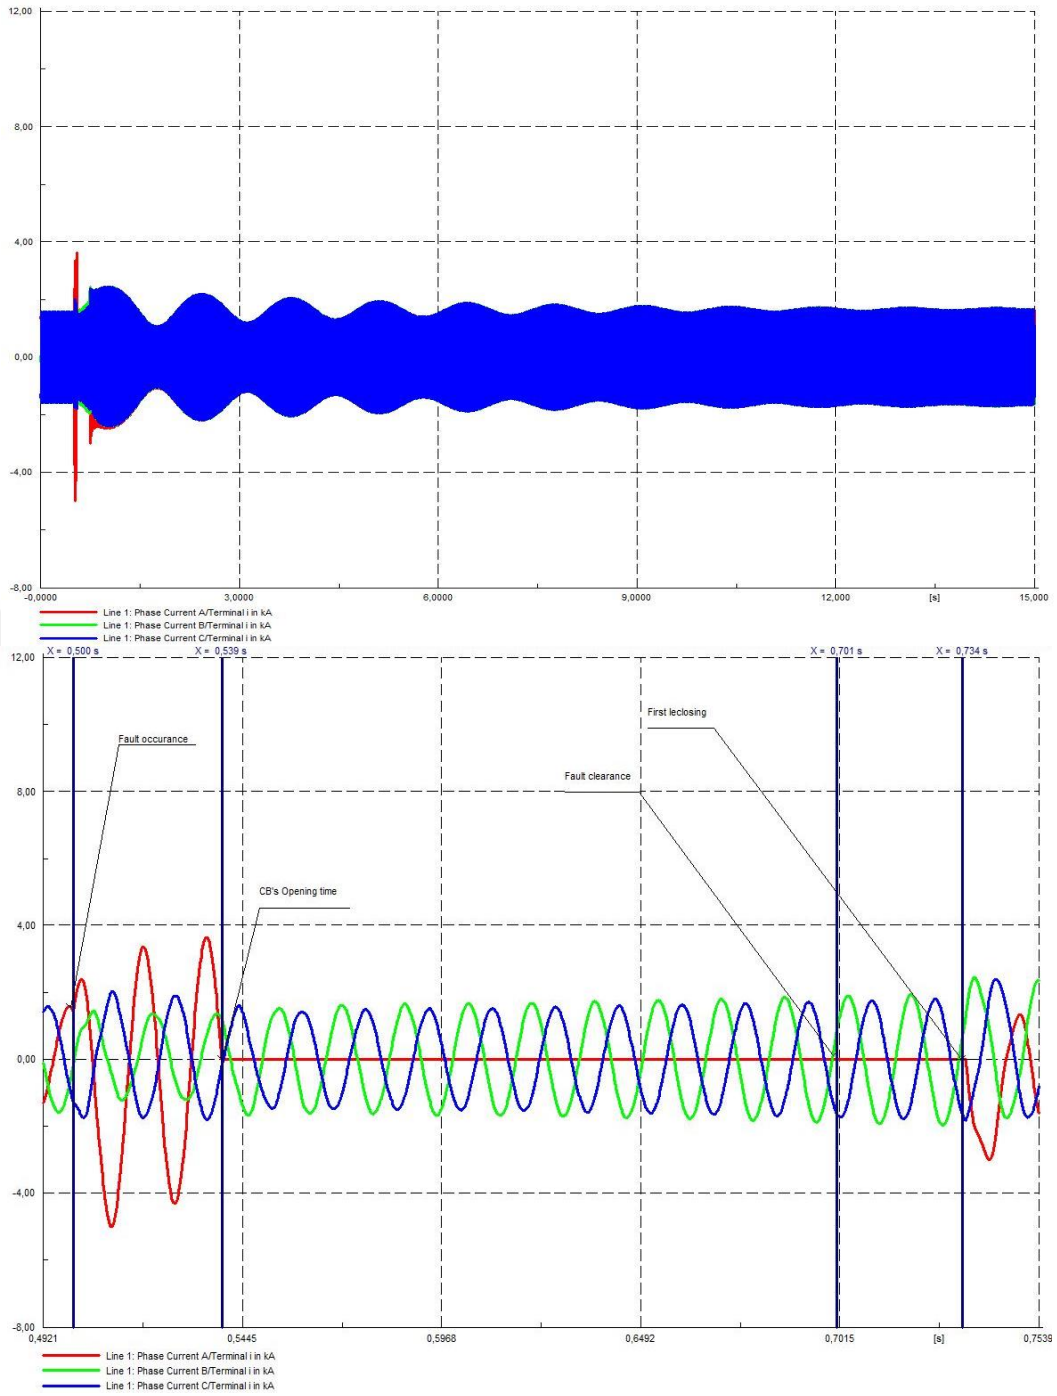 12,00
8,00
4,00
0,00
-4,00
-8,00
-0,0000 3,0000 6,0000 9,0000 12,000 [s] 15,000
Line 1: Phase Current A/Terminal i in kA
Line 1: Phase Current B/Terminal i in kA
Line 1: Phase Current C/Terminal i in kA
X = 0,500 s X = 0,539 s X = 0,701 s X = 0,734 s
12,00
First leclosing
Fault occurance
Fault clearance
8,00
CB's Opening time
4,00
0,00
-4,00
-8,00
0,4921 0,5445 0,5968 0,6492 0,7015 [s] 0,7539
Line 1: Phase Current A/Terminal i in kA
Line 1: Phase Current B/Terminal i in kA
Line 1: Phase Current C/Terminal i in kA